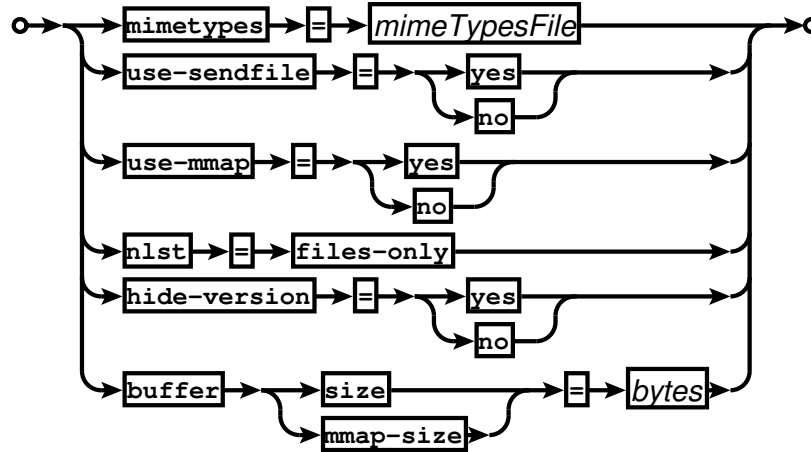 mimetypes = mimeTypesFile
use-sendfile = yes
no
use-mmap = yes
no
nlst = files-only
hide-version = yes
no
buffer size = bytes
mmap-size